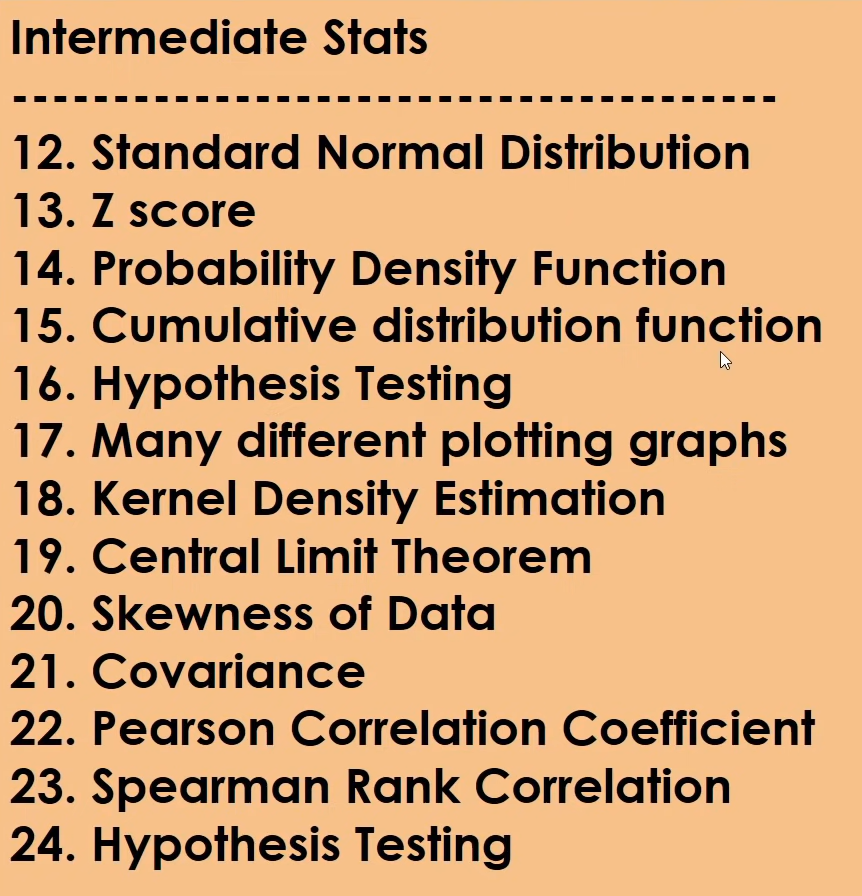 Intermediate Stats
---------------------------------------
12. Standard Normal Distribution
13. Z score
14. Probability Density Function
15. Cumulative distribution function
16. Hypothesis Testing
17. Many different plotting graphs
18. Kernel Density Estimation
19. Central Limit Theorem
20. Skewness of Data
21. Covariance
22. Pearson Correlation Coefficient
23. Spearman Rank Correlation
24. Hypothesis Testing